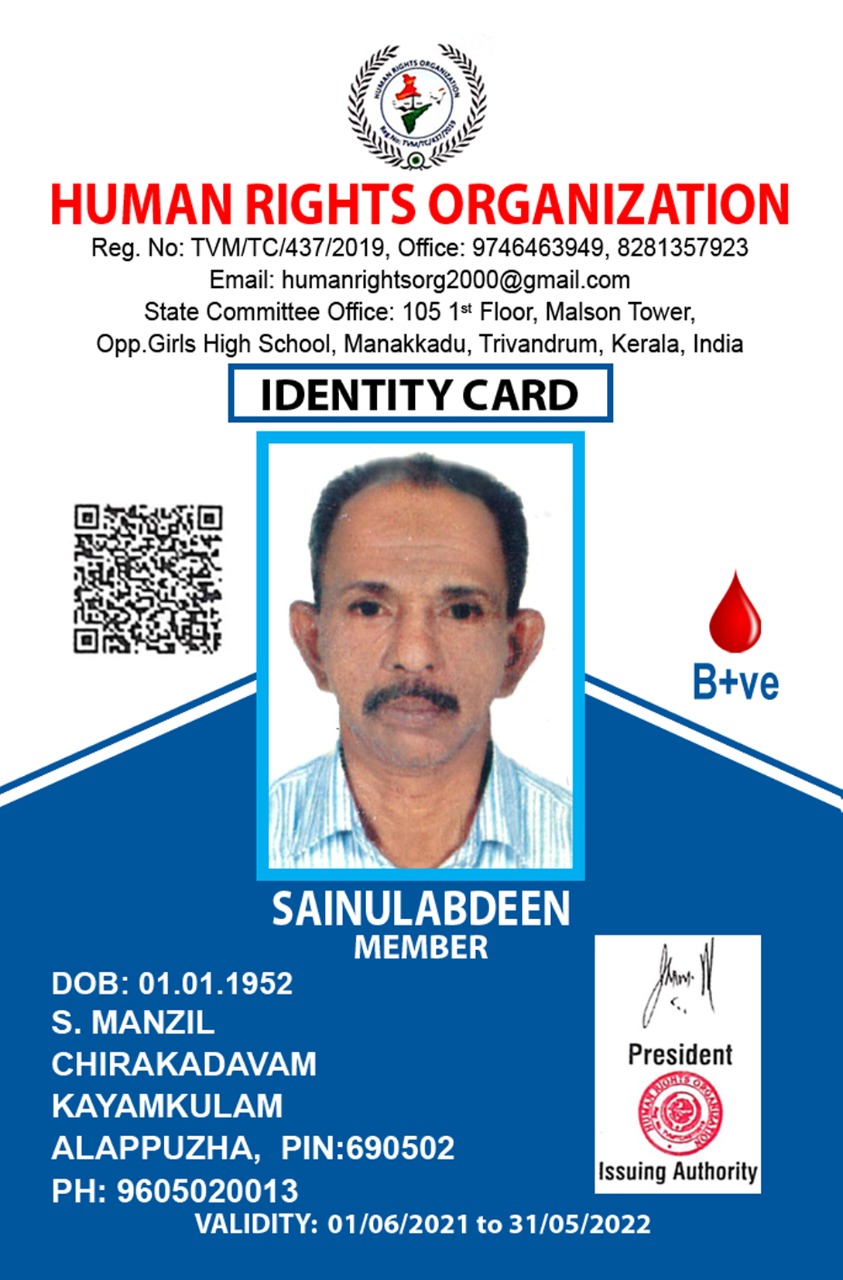 HUMAN RIGHTS ORGANIZATION
Reg No: TVM/TC/437/2019
HUMAN RIGHTS ORGANIZATION
Reg. No: TVM/TC/437/2019, Office: 9746463949, 8281357923
Email: humanrightsorg2000@gmail.com
State Committee Office: 105 1st Floor, Malson Tower,
Opp.Girls High School, Manakkadu, Trivandrum, Kerala, India
IDENTITY CARD
B+ve
SAINULABDEEN
MEMBER
DOB: 01.01.1952
S. MANZIL
CHIRAKADAVAM
KAYAMKULAM
ALAPPUZHA, PIN:690502
PH: 9605020013
President
HUMAN RIGHTS ORGANIZATION
Issuing Authority
VALIDITY: 01/06/2021 to 31/05/2022